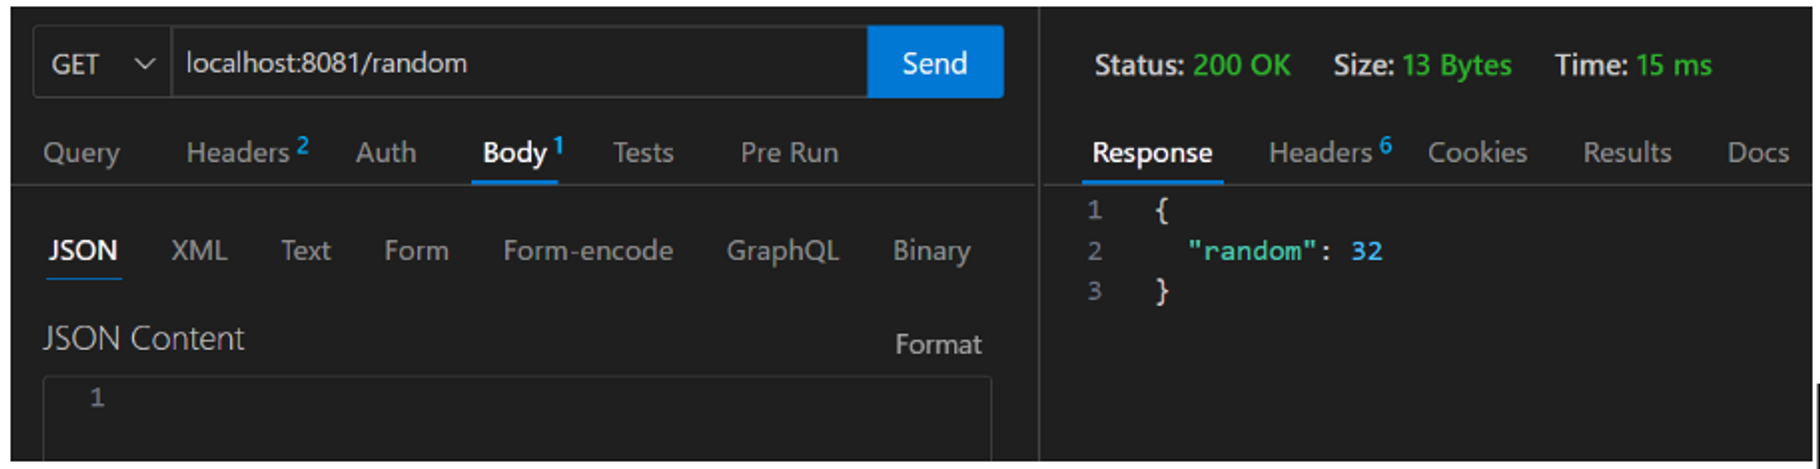 GET localhost:8081/random Send
Status: 200 OK Size: 13 Bytes Time: 15 ms
Query Headers 2 Auth Body 1 Tests Pre Run
Response Headers 6 Cookies Results Docs
JSON XML Text Form Form-encode GraphQL Binary
1 {
2 "random": 32
3 }
JSON Content Format
1